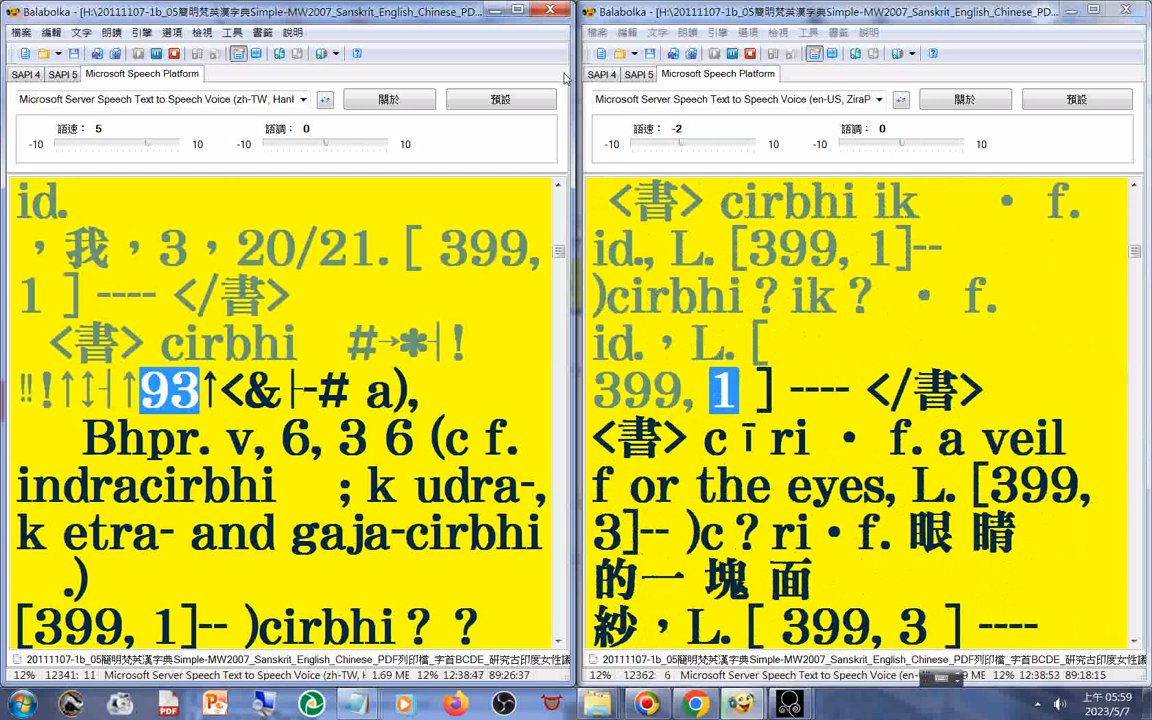 Balabolka - [H:\20111107-1b_05簡明梵英漢字典Simple-MW2007_Sanskrit_English_Chinese_PD...
檔案 編輯 文字 朗讀 引擎 選項 檢視 工具 書籤 說明
SAPI 4 SAPI 5 Microsoft Speech Platform
Microsoft Server Speech Text to Speech Voice (zh-TW, HanH 關於 預設
語速： 5 語調： 0
-10 10 -10 10
id.
，我，3，20/21. [ 399,
1 ] ---- </書>
<書> cirbhi #→✱┤!
‼!↑↕┤↑93↑<&├-# a),
Bhpr. v, 6, 3 6 (c f.
indracirbhi ; k udra-,
k etra- and gaja-cirbhi
.)
[399, 1]-- )cirbhi？？
20111107-1b_05簡明梵英漢字典Simple-MW2007_Sanskrit_English_Chinese_PDF列印檔_字首BCDE_研究古印度女性議
12% 12341: 11 Microsoft Server Speech Text to Speech Voice (zh-TW, H 1.69 MB 12% 12:38:47 89:26:37
Balabolka - [H:\20111107-1b_05簡明梵英漢字典Simple-MW2007_Sanskrit_English_Chinese_PD...
檔案 編輯 文字 朗讀 引擎 選項 檢視 工具 書籤 說明
SAPI 4 SAPI 5 Microsoft Speech Platform
Microsoft Server Speech Text to Speech Voice (en-US, ZiraP 關於 預設
語速： -2 語調： 0
-10 10 -10 10
<書> cirbhi ik • f.
id., L. [399, 1]--
)cirbhi？ik？ • f.
id.，L. [
399, 1 ] ---- </書>
<書> c ī ri • f. a veil
f or the eyes, L. [399,
3]-- )c？ri • f. 眼 睛
的一 塊 面
紗，L. [ 399, 3 ] ----
20111107-1b_05簡明梵英漢字典Simple-MW2007_Sanskrit_English_Chinese_PDF列印檔_字首BCDE_研究古印度女性議
12% 12362: 6 Microsoft Server Speech Text to Speech Voice 12% 12:38:53 89:18:15
上午 05:59
2023/5/7